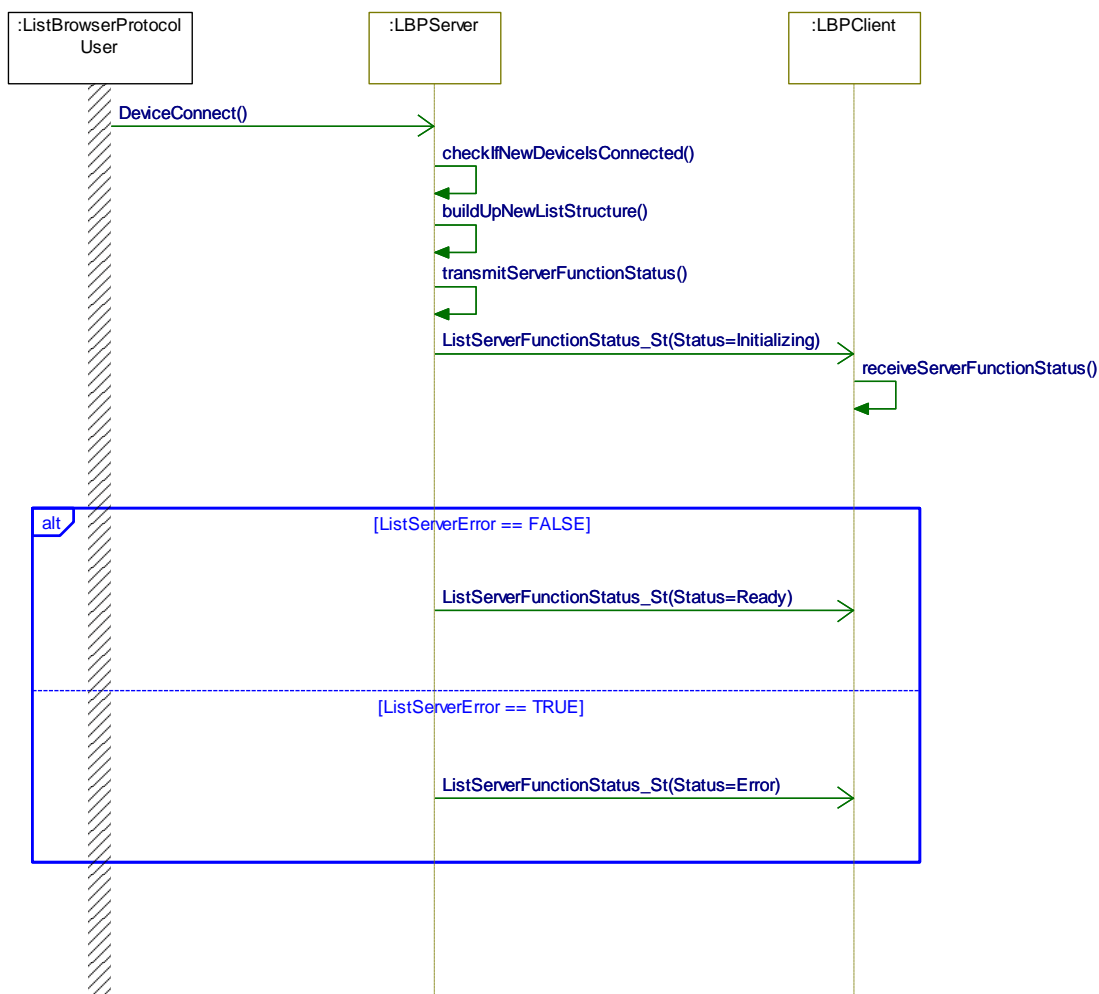 :ListBrowserProtocol
User
:LBPServer
:LBPClient
DeviceConnect()
checkIfNewDeviceIsConnected()
buildUpNewListStructure()
transmitServerFunctionStatus()
ListServerFunctionStatus_St(Status=Initializing)
receiveServerFunctionStatus()
alt
[ListServerError == FALSE]
ListServerFunctionStatus_St(Status=Ready)
[ListServerError == TRUE]
ListServerFunctionStatus_St(Status=Error)